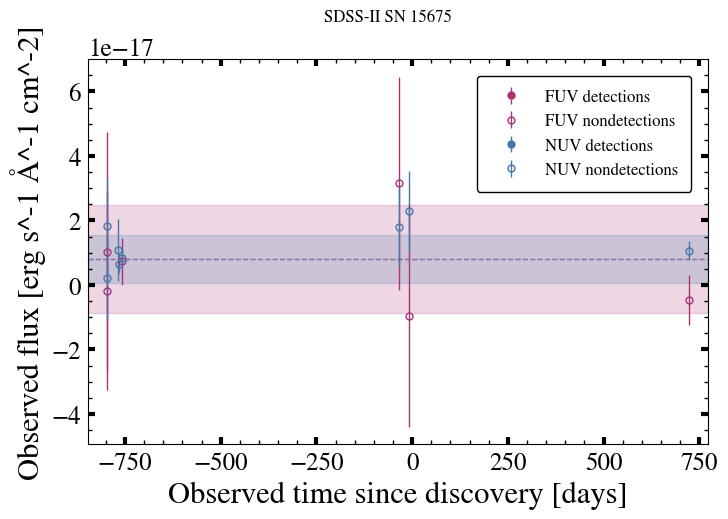 SDSS-II SN 15675
1e−17
Observed flux [erg s^-1 Å^-1 cm^-2]
6
4
2
0
−2
−4
FUV detections
FUV nondetections
NUV detections
NUV nondetections
−750 −500 −250 0 250 500 750
Observed time since discovery [days]